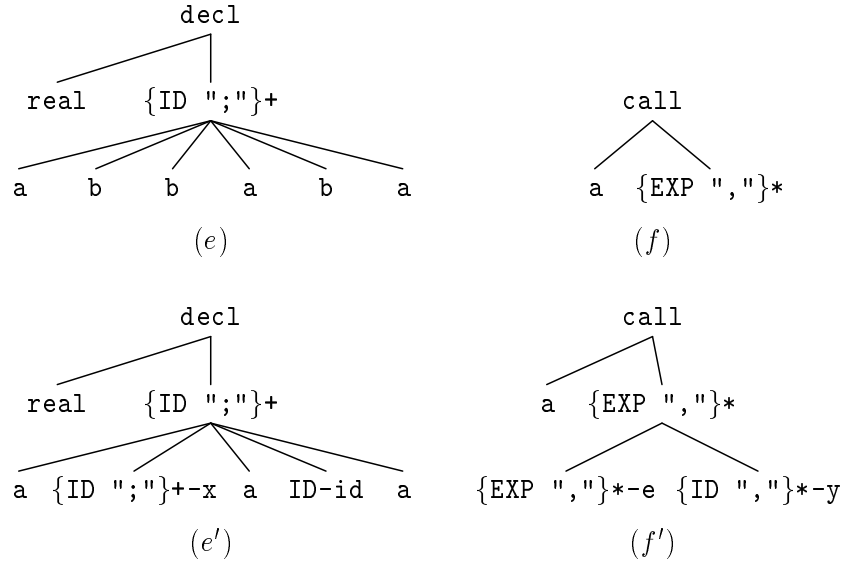 decl
real {ID ";"}+ call
a b b a b a a {EXP ","}*
(e) (f)
decl call
real {ID ";"}+ a {EXP ","}*
a {ID ";"}+-x a ID-id a {EXP ","}*-e {ID ","}*-y
(e′) (f′)